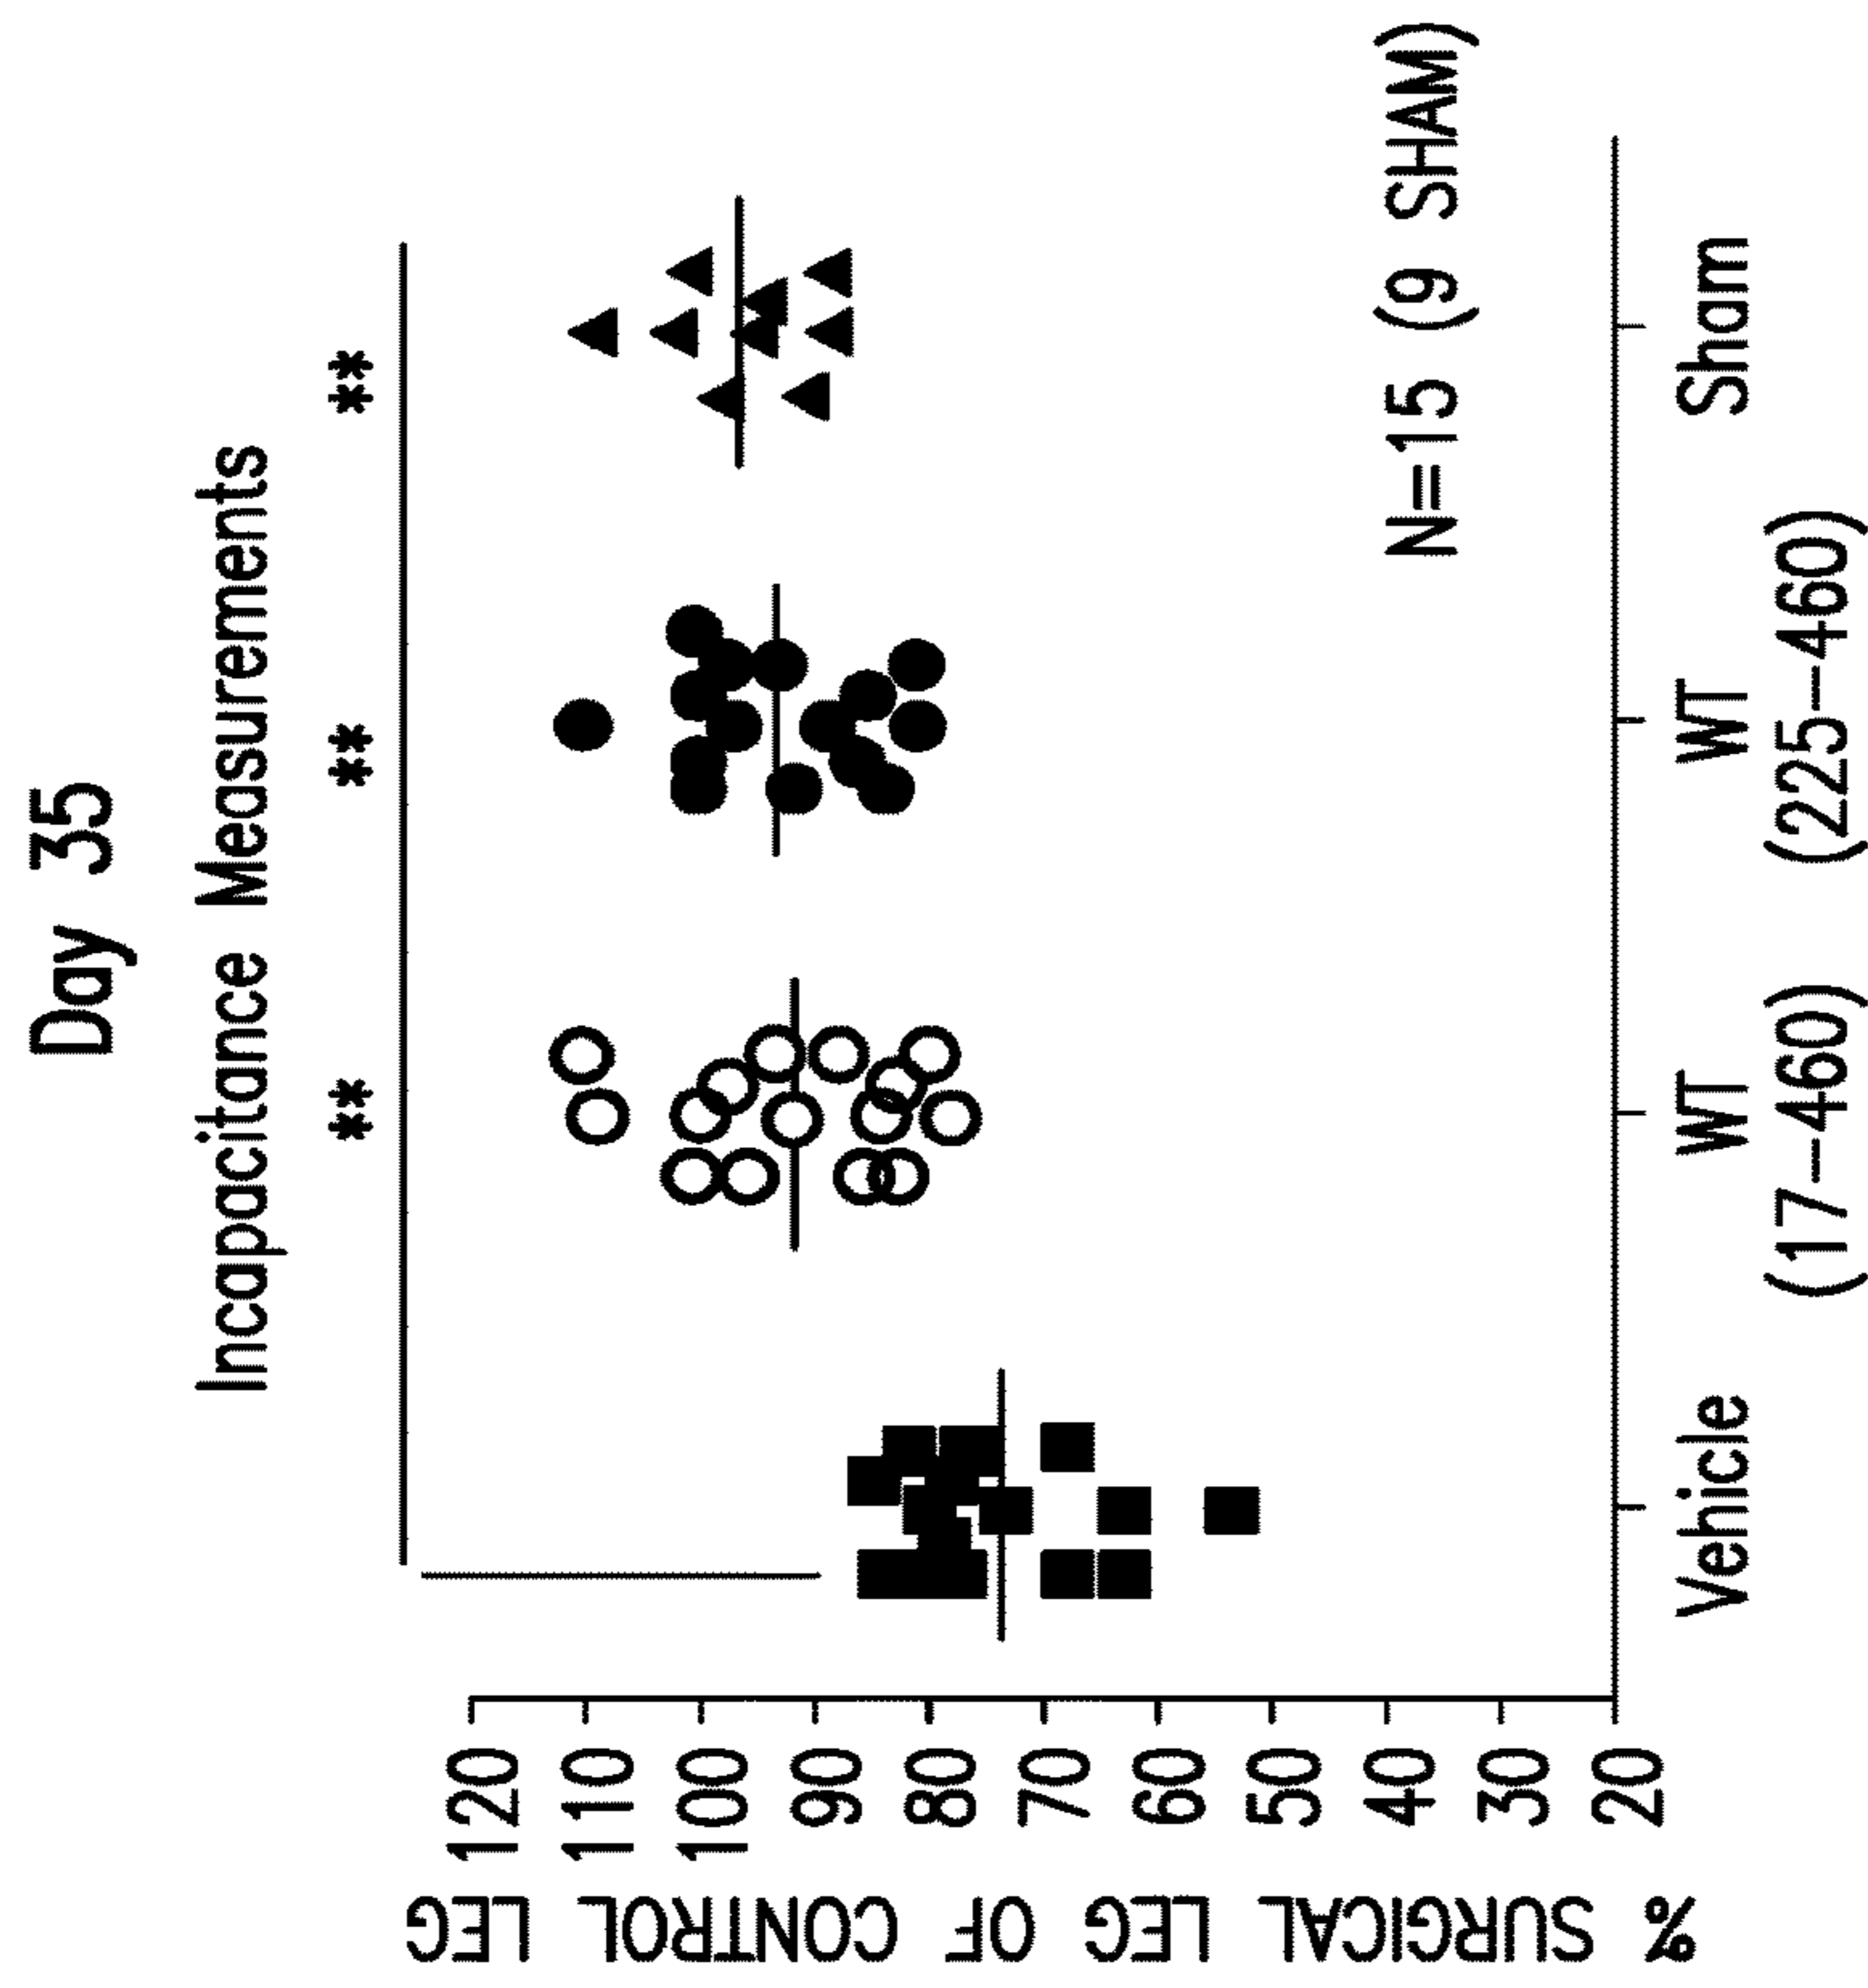 Day 35
Incapacitance Measurements
** ** **
% SURGICAL LEG OF CONTROL LEG
120
110
100
90
80
70
60
50
40
30
20
N=15 (9 SHAM)
Vehicle WT WT Sham
(17-460) (225-460)